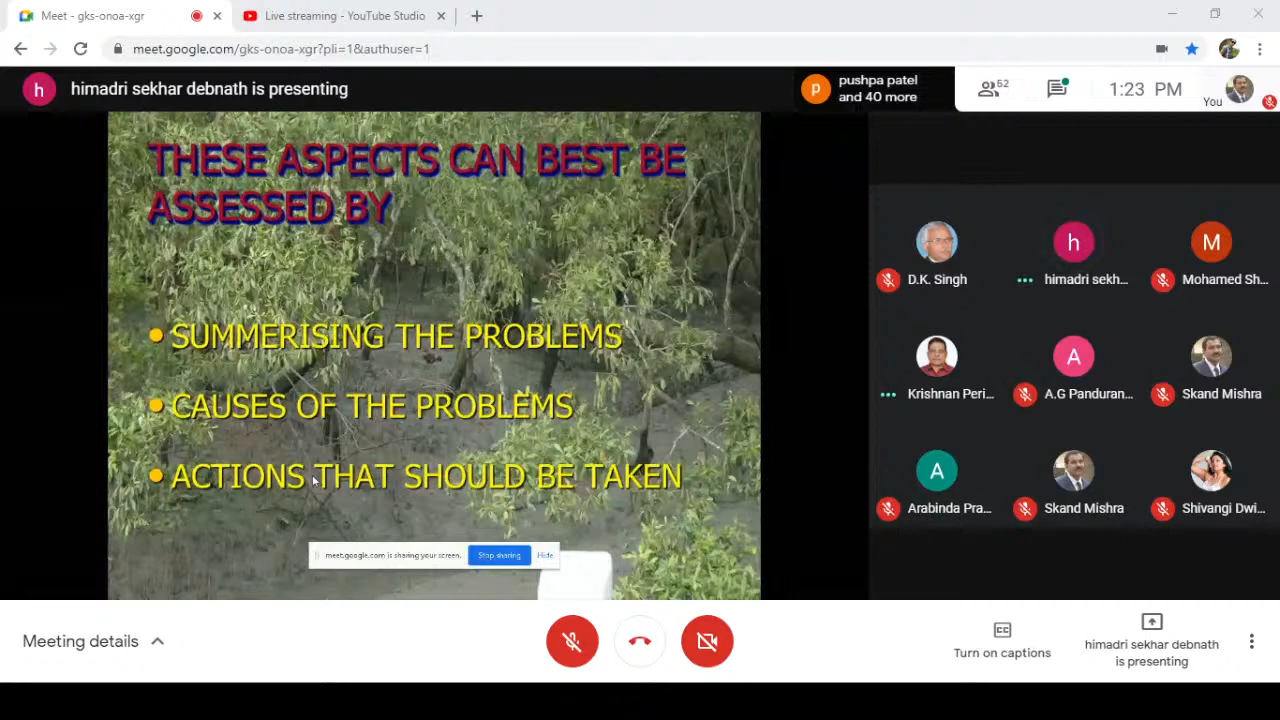 Meet - gks-onoa-xgr
Live streaming - YouTube Studio
meet.google.com/gks-onoa-xgr?pli=1&authuser=1
h
himadri sekhar debnath is presenting
p
pushpa patel
and 40 more
52
1:23 PM
You
THESE ASPECTS CAN BEST BE
ASSESSED BY
• SUMMERISING THE PROBLEMS
• CAUSES OF THE PROBLEMS
• ACTIONS THAT SHOULD BE TAKEN
meet.google.com is sharing your screen.
Stop sharing
Hide
h
M
D.K. Singh
himadri sekh...
Mohamed Sh...
A
Krishnan Peri...
A.G Panduran...
Skand Mishra
A
Arabinda Pra...
Skand Mishra
Shivangi Dwi...
Meeting details
CC
Turn on captions
himadri sekhar debnath
is presenting